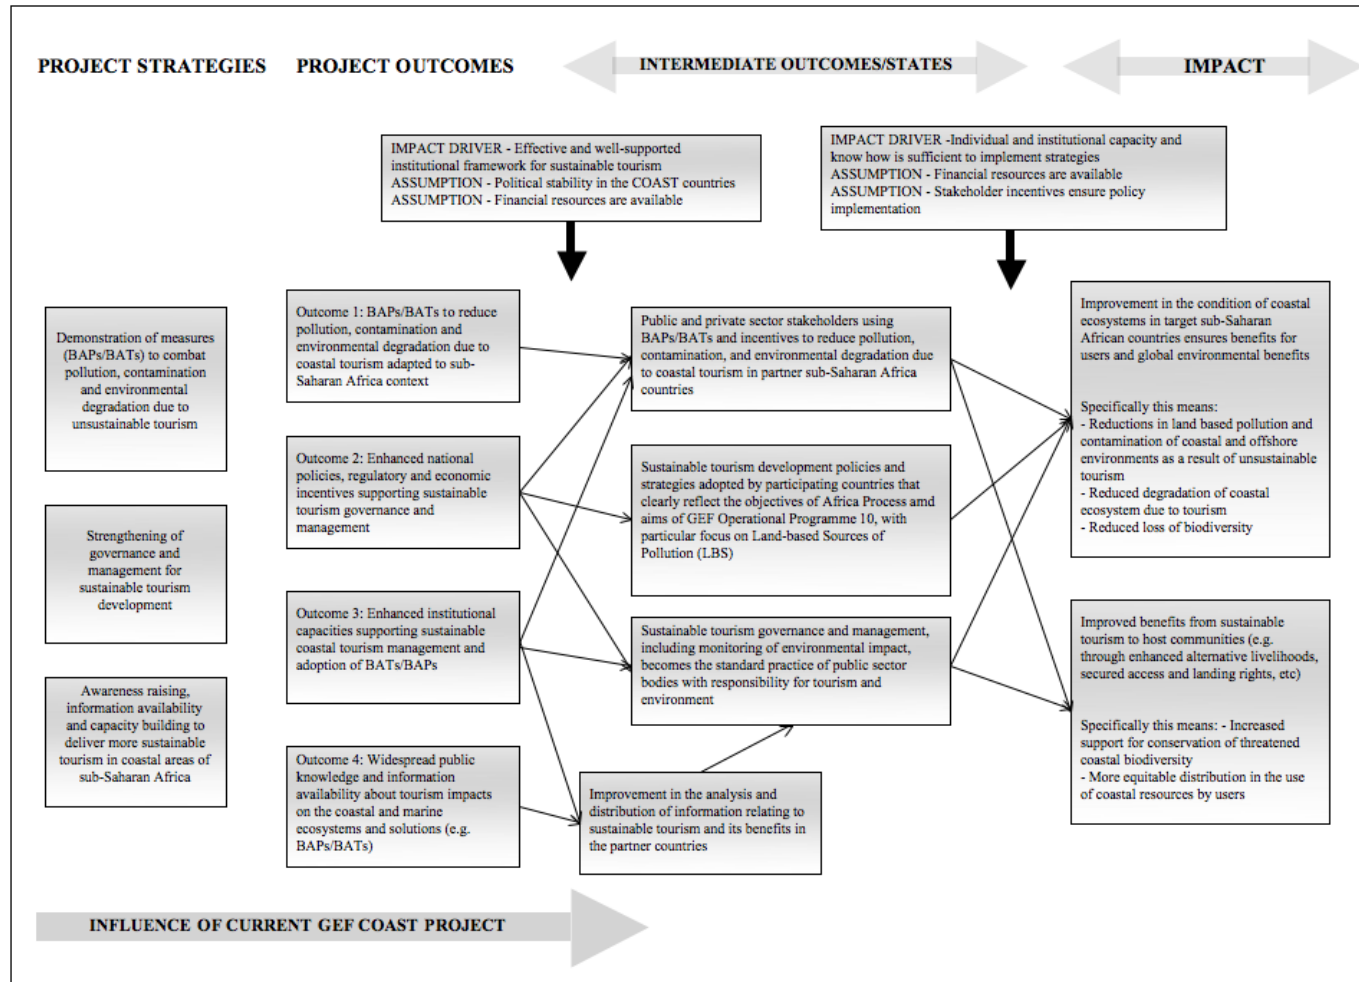 PROJECT STRATEGIES
PROJECT OUTCOMES
INTERMEDIATE OUTCOMES/STATES
IMPACT
IMPACT DRIVER - Effective and well-supported
institutional framework for sustainable tourism
ASSUMPTION - Political stability in the COAST countries
ASSUMPTION - Financial resources are available
IMPACT DRIVER -Individual and institutional capacity and
know how is sufficient to implement strategies
ASSUMPTION - Financial resources are available
ASSUMPTION - Stakeholder incentives ensure policy
implementation
Demonstration of measures
(BAPs/BATs) to combat
pollution, contamination
and environmental
degradation due to
unsustainable tourism
Strengthening of
governance and
management for
sustainable tourism
development
Awareness raising,
information availability
and capacity building to
deliver more sustainable
tourism in coastal areas of
sub-Saharan Africa
Outcome 1: BAPs/BATs to reduce
pollution, contamination and
environmental degradation due to
coastal tourism adapted to sub-
Saharan Africa context
Outcome 2: Enhanced national
policies, regulatory and economic
incentives supporting sustainable
tourism governance and
management
Outcome 3: Enhanced institutional
capacities supporting sustainable
coastal tourism management and
adoption of BATs/BAPs
Outcome 4: Widespread public
knowledge and information
availability about tourism impacts
on the coastal and marine
ecosystems and solutions (e.g.
BAPs/BATs)
Public and private sector stakeholders using
BAPs/BATs and incentives to reduce pollution,
contamination, and environmental degradation due
to coastal tourism in partner sub-Saharan Africa
countries
Sustainable tourism development policies and
strategies adopted by participating countries that
clearly reflect the objectives of Africa Process amd
aims of GEF Operational Programme 10, with
particular focus on Land-based Sources of
Pollution (LBS)
Sustainable tourism governance and management,
including monitoring of environmental impact,
becomes the standard practice of public sector
bodies with responsibility for tourism and
environment
Improvement in the analysis and
distribution of information relating to
sustainable tourism and its benefits in
the partner countries
Improvement in the condition of coastal
ecosystems in target sub-Saharan
African countries ensures benefits for
users and global environmental benefits
Specifically this means:
- Reductions in land based pollution and
contamination of coastal and offshore
environments as a result of unsustainable
tourism
- Reduced degradation of coastal
ecosystem due to tourism
- Reduced loss of biodiversity
Improved benefits from sustainable
tourism to host communities (e.g.
through enhanced alternative livelihoods,
secured access and landing rights, etc)
Specifically this means: - Increased
support for conservation of threatened
coastal biodiversity
- More equitable distribution in the use
of coastal resources by users
INFLUENCE OF CURRENT GEF COAST PROJECT